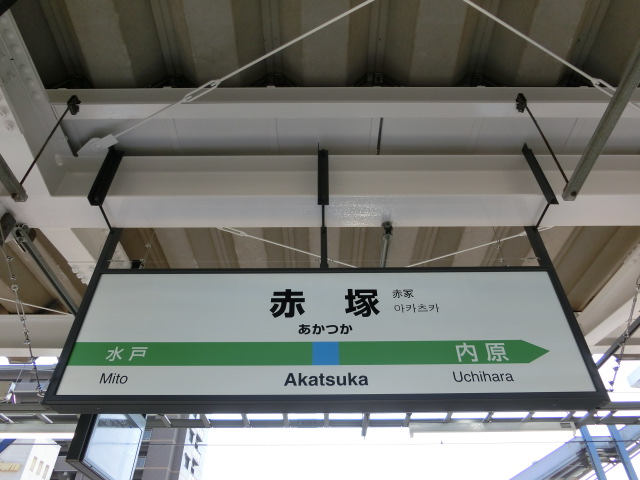 赤塚
赤冢
아카츠카
あかつか
水戸
内原
Mito
Akatsuka
Uchihara